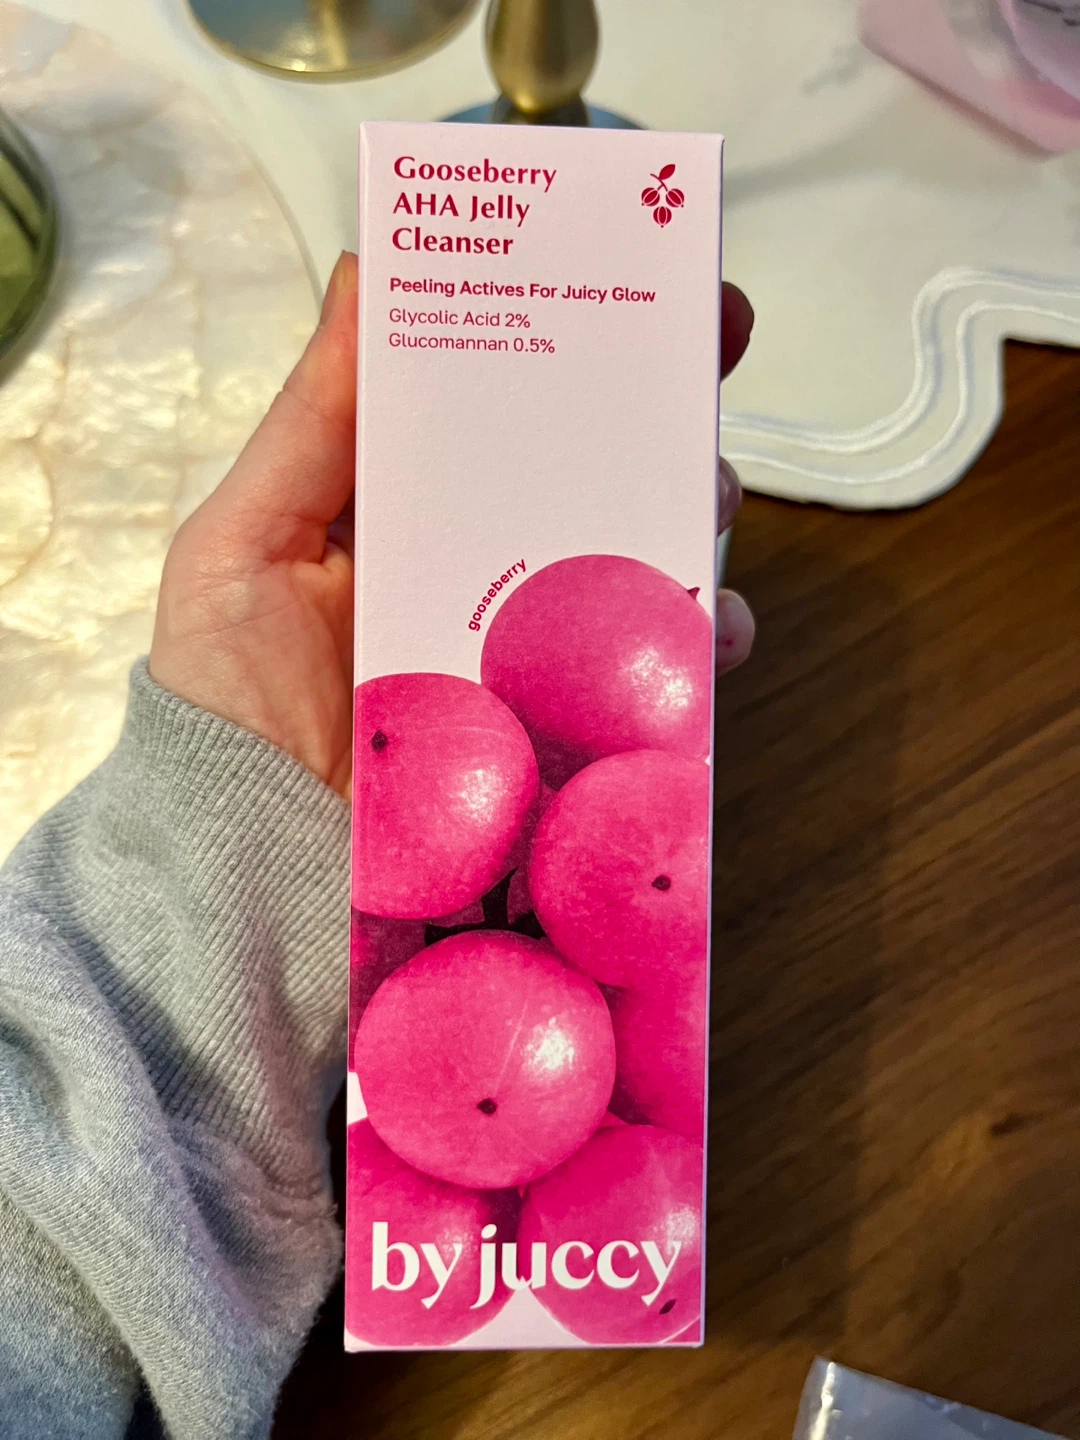 Gooseberry
AHA Jelly
Cleanser
Peeling Actives For Juicy Glow
Glycolic Acid 2%
Glucomannan 0.5%
gooseberry
by juccy